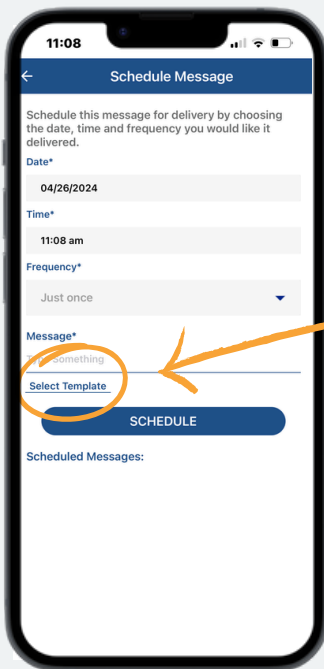 11:08
Schedule Message
Schedule this message for delivery by choosing
the date, time and frequency you would like it
delivered.
Date*
04/26/2024
Time*
11:08 am
Frequency*
Just once
Message*
Type Something
Select Template
SCHEDULE
Scheduled Messages: